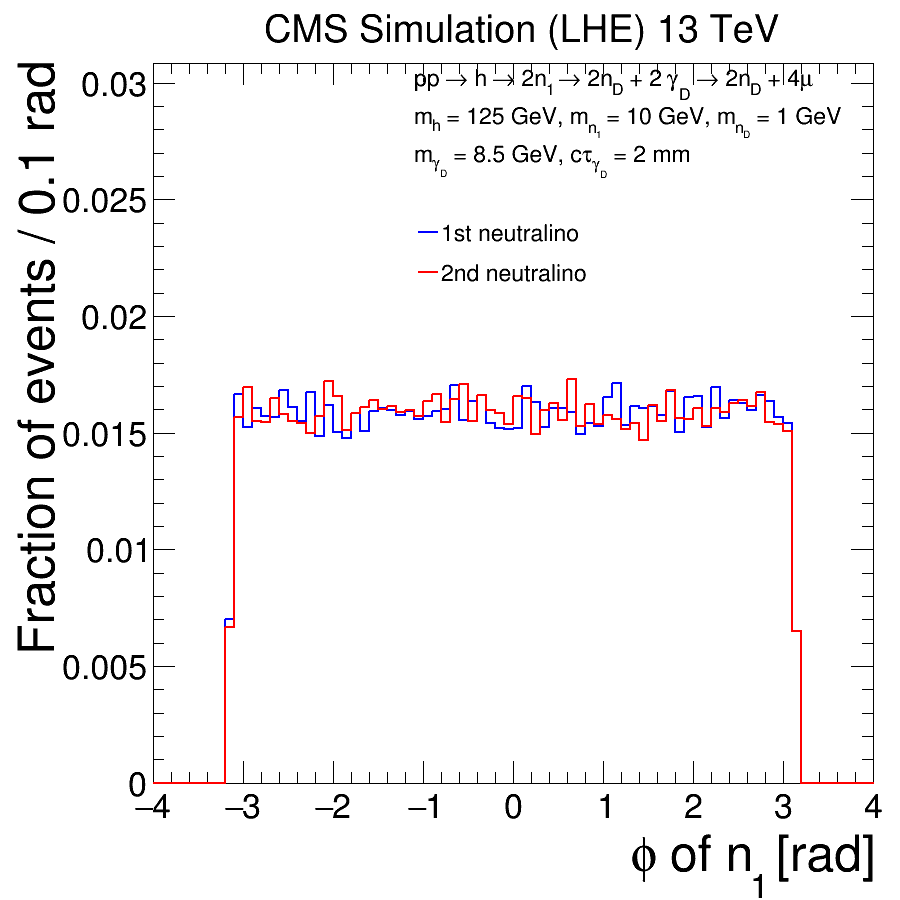 CMS Simulation (LHE) 13 TeV
pp → h → 2n1 → 2nD + 2 γD → 2nD + 4μ
mh = 125 GeV, mn1 = 10 GeV, mnD = 1 GeV
mγD = 8.5 GeV, cτγD = 2 mm
1st neutralino
2nd neutralino
Fraction of events / 0.1 rad
0.03
0.025
0.02
0.015
0.01
0.005
0
−4 −3 −2 −1 0 1 2 3 4
ϕ of n1 [rad]